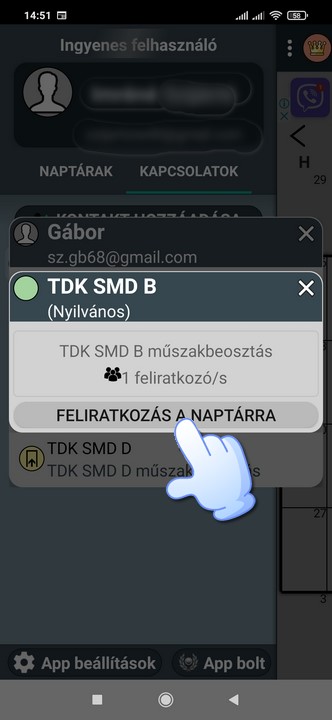 14:51
58
Ingyenes felhasználó
NAPTÁRAK KAPCSOLATOK
H
29
KONTAKT HOZZÁADÁSA
Gábor
sz.gb68@gmail.com
TDK SMD B
(Nyilvános)
TDK SMD B műszakbeosztás
1 feliratkozó/s
FELIRATKOZÁS A NAPTÁRRA
TDK SMD D
TDK SMD D
27
3
App beállítások App bolt